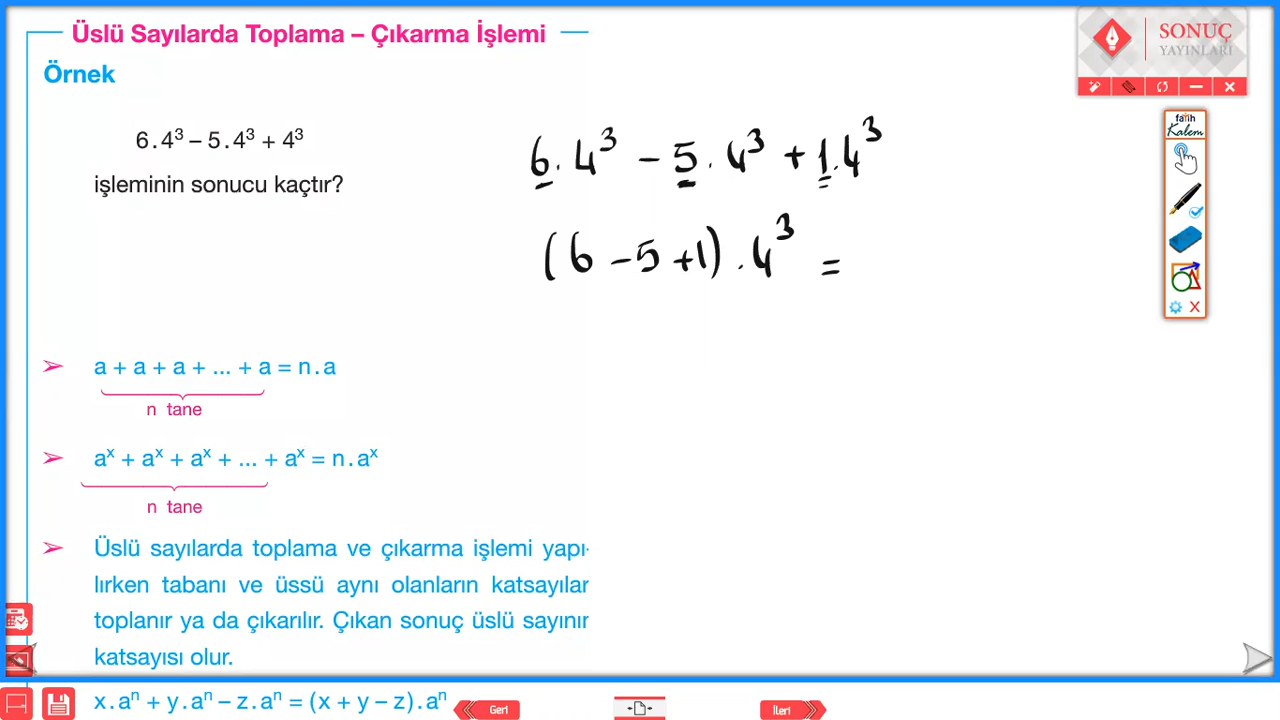 Üslü Sayılarda Toplama – Çıkarma İşlemi
Örnek
6 . 4³ – 5 . 4³ + 4³
işleminin sonucu kaçtır?
6 . 4³ – 5 . 4³ + 1 . 4³
(6 – 5 + 1) . 4³ =
a + a + a + ... + a = n . a
n tane
aˣ + aˣ + aˣ + ... + aˣ = n . aˣ
n tane
Üslü sayılarda toplama ve çıkarma işlemi yapı-
lırken tabanı ve üssü aynı olanların katsayılar
toplanır ya da çıkarılır. Çıkan sonuç üslü sayının
katsayısı olur.
x . aⁿ + y . aⁿ – z . aⁿ = (x + y – z) . aⁿ
SONUÇ
YAYINLARI
fatih
Kalem
Geri
İleri